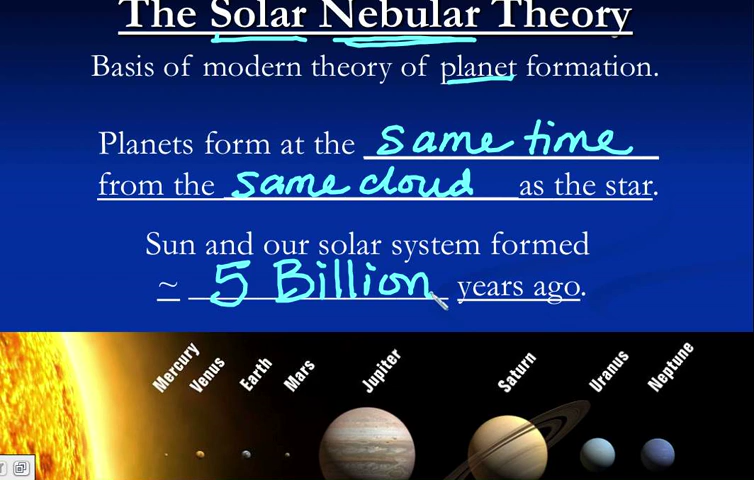 The Solar Nebular Theory
Basis of modern theory of planet formation.
Planets form at the same time
from the same cloud as the star.
Sun and our solar system formed
~ 5 Billion years ago.
Mercury
Venus
Earth
Mars
Jupiter
Saturn
Uranus
Neptune